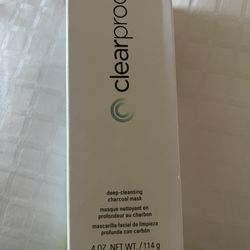 clearproo
deep-cleansing
charcoal mask
masque nettoyant en
profondeur au charbon
mascarilla facial de limpieza
profunda con carbón
4 OZ. NET WT. / 114 g